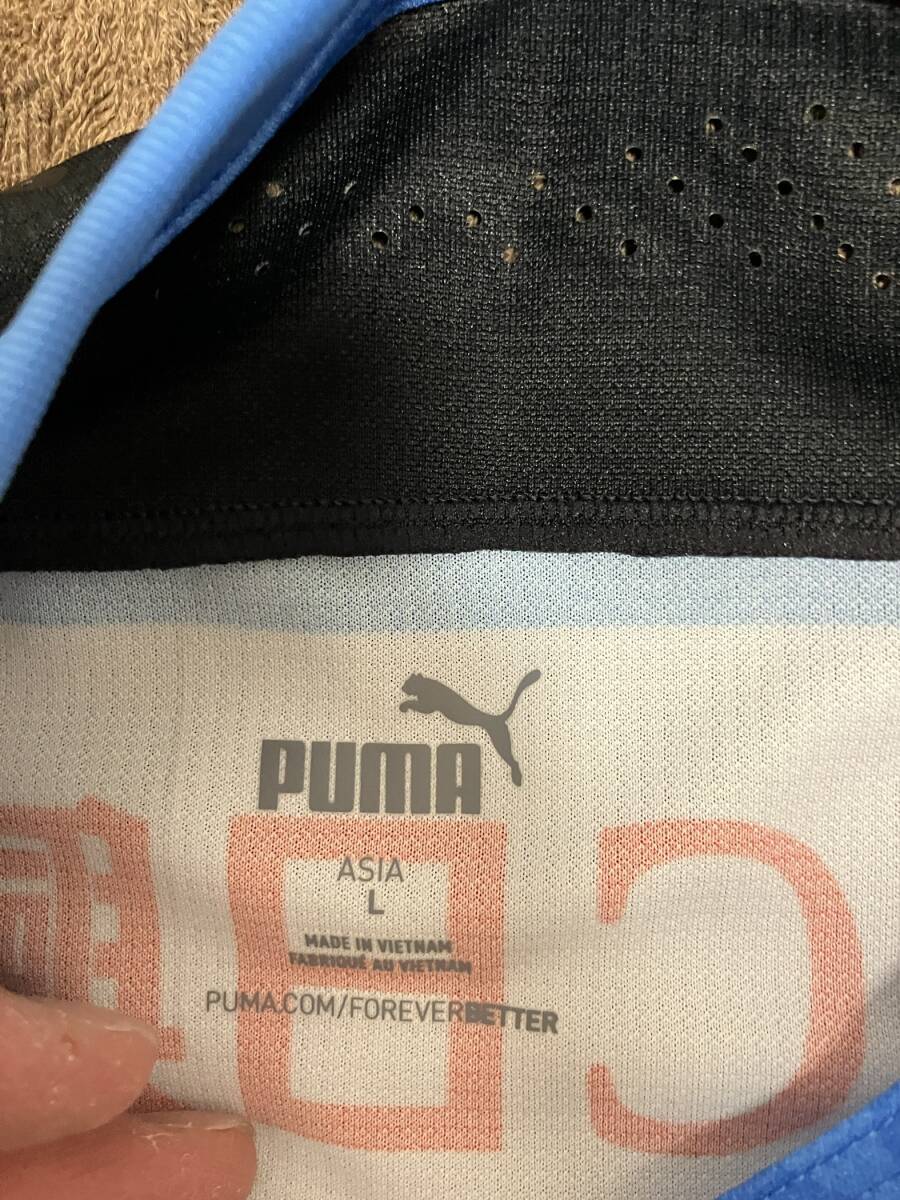 PUMA
ASIA
L
MADE IN VIETNAM
FABRIQUÉ AU VIETNAM
PUMA.COM/FOREVERBETTER